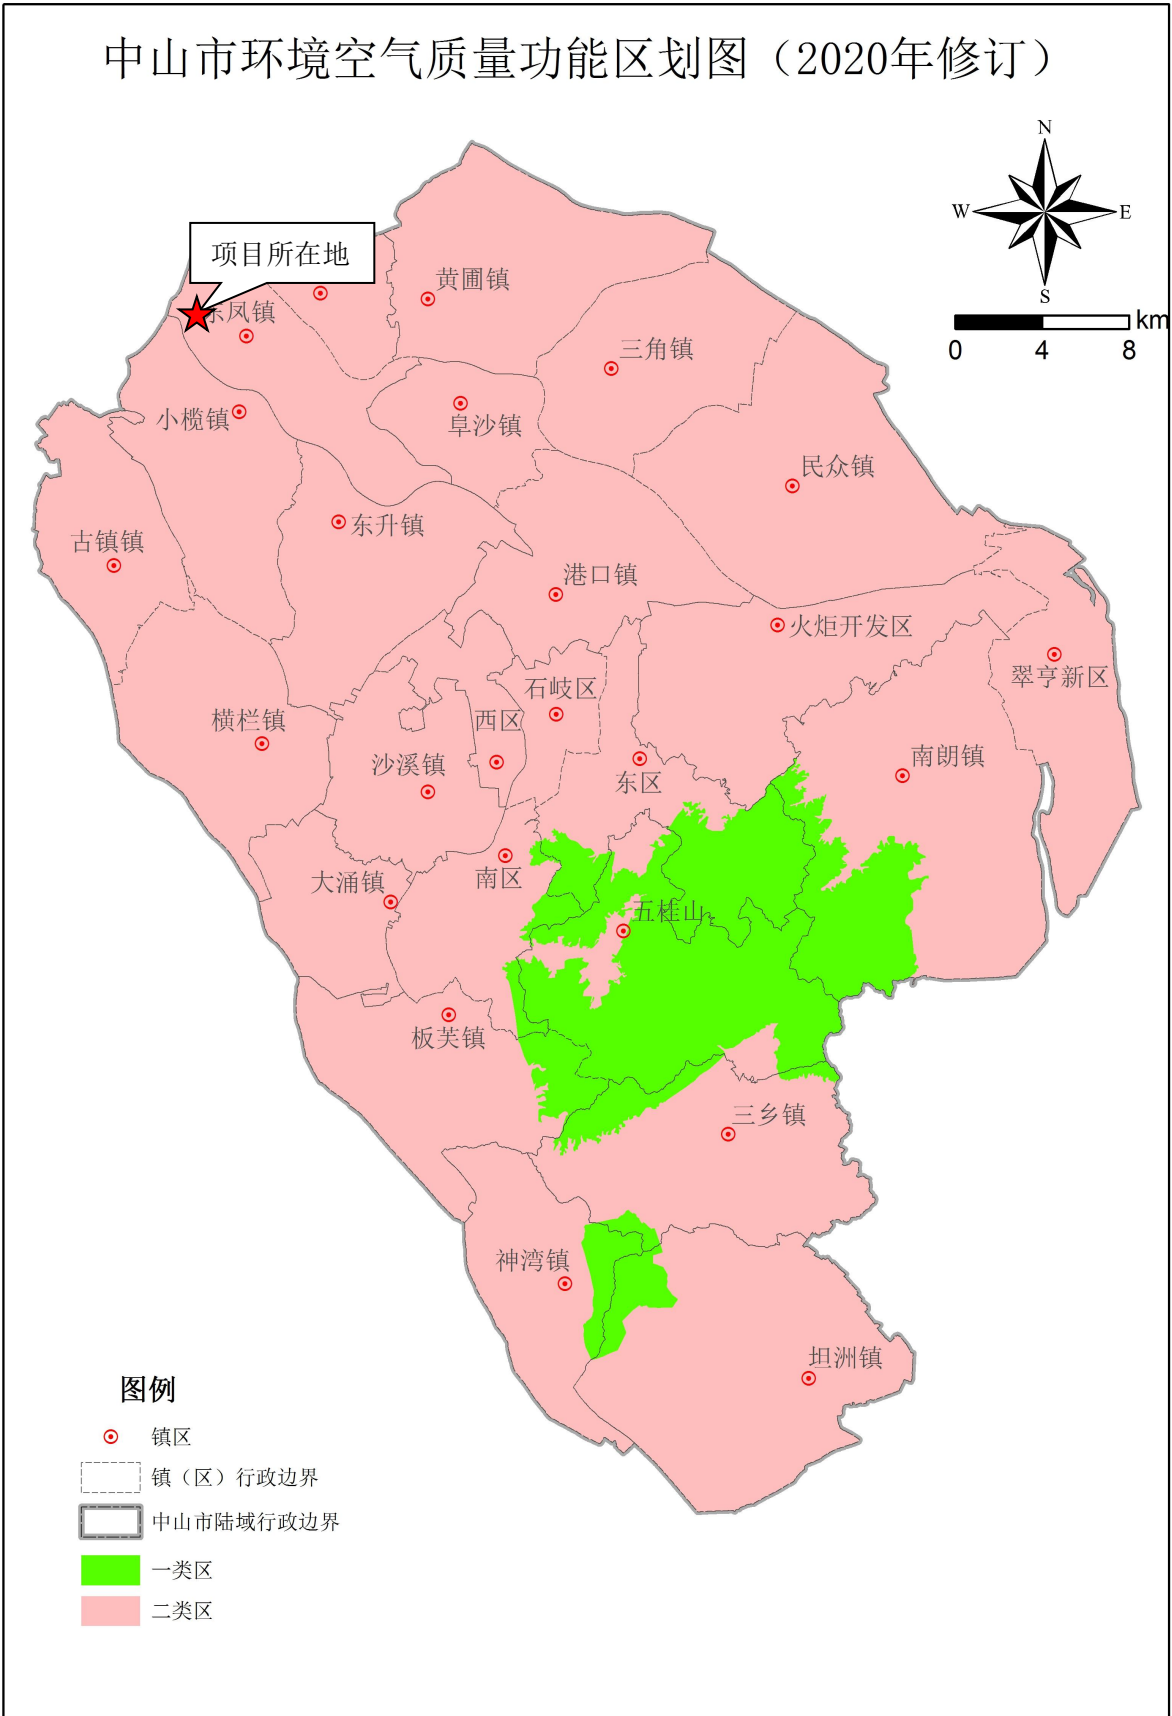 中山市环境空气质量功能区划图（2020年修订）
N
W
E
S
km
0 4 8
项目所在地
黄圃镇
东凤镇
三角镇
小榄镇
阜沙镇
民众镇
东升镇
古镇镇
港口镇
火炬开发区
翠亨新区
石岐区
横栏镇
西区
沙溪镇
东区
南朗镇
大涌镇
南区
五桂山
板芙镇
三乡镇
神湾镇
坦洲镇
图例
镇区
镇（区）行政边界
中山市陆域行政边界
一类区
二类区